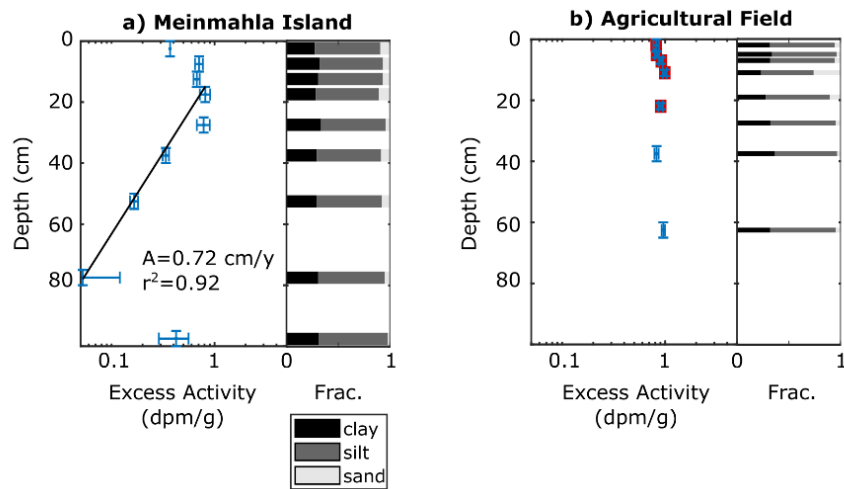 a) Meinmahla Island
b) Agricultural Field
0
20
40
60
80
Depth (cm)
A=0.72 cm/y
r²=0.92
0.1
1
0
1
Excess Activity
(dpm/g)
Frac.
0
20
40
60
80
Depth (cm)
0.1
1
0
1
Excess Activity
(dpm/g)
Frac.
clay
silt
sand